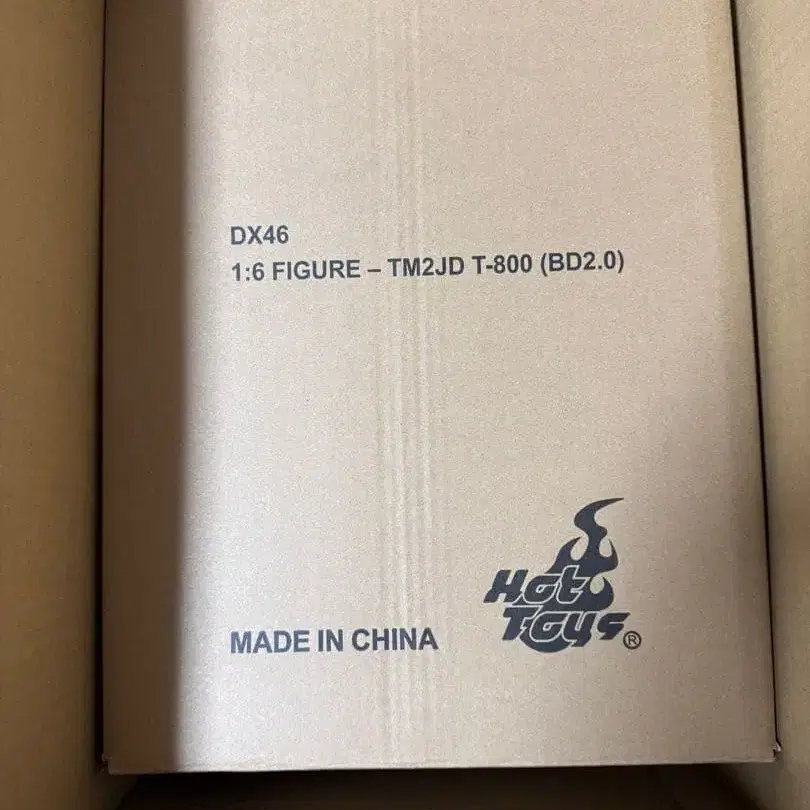 DX46
1:6 FIGURE – TM2JD T-800 (BD2.0)
Hot
Toys®
MADE IN CHINA